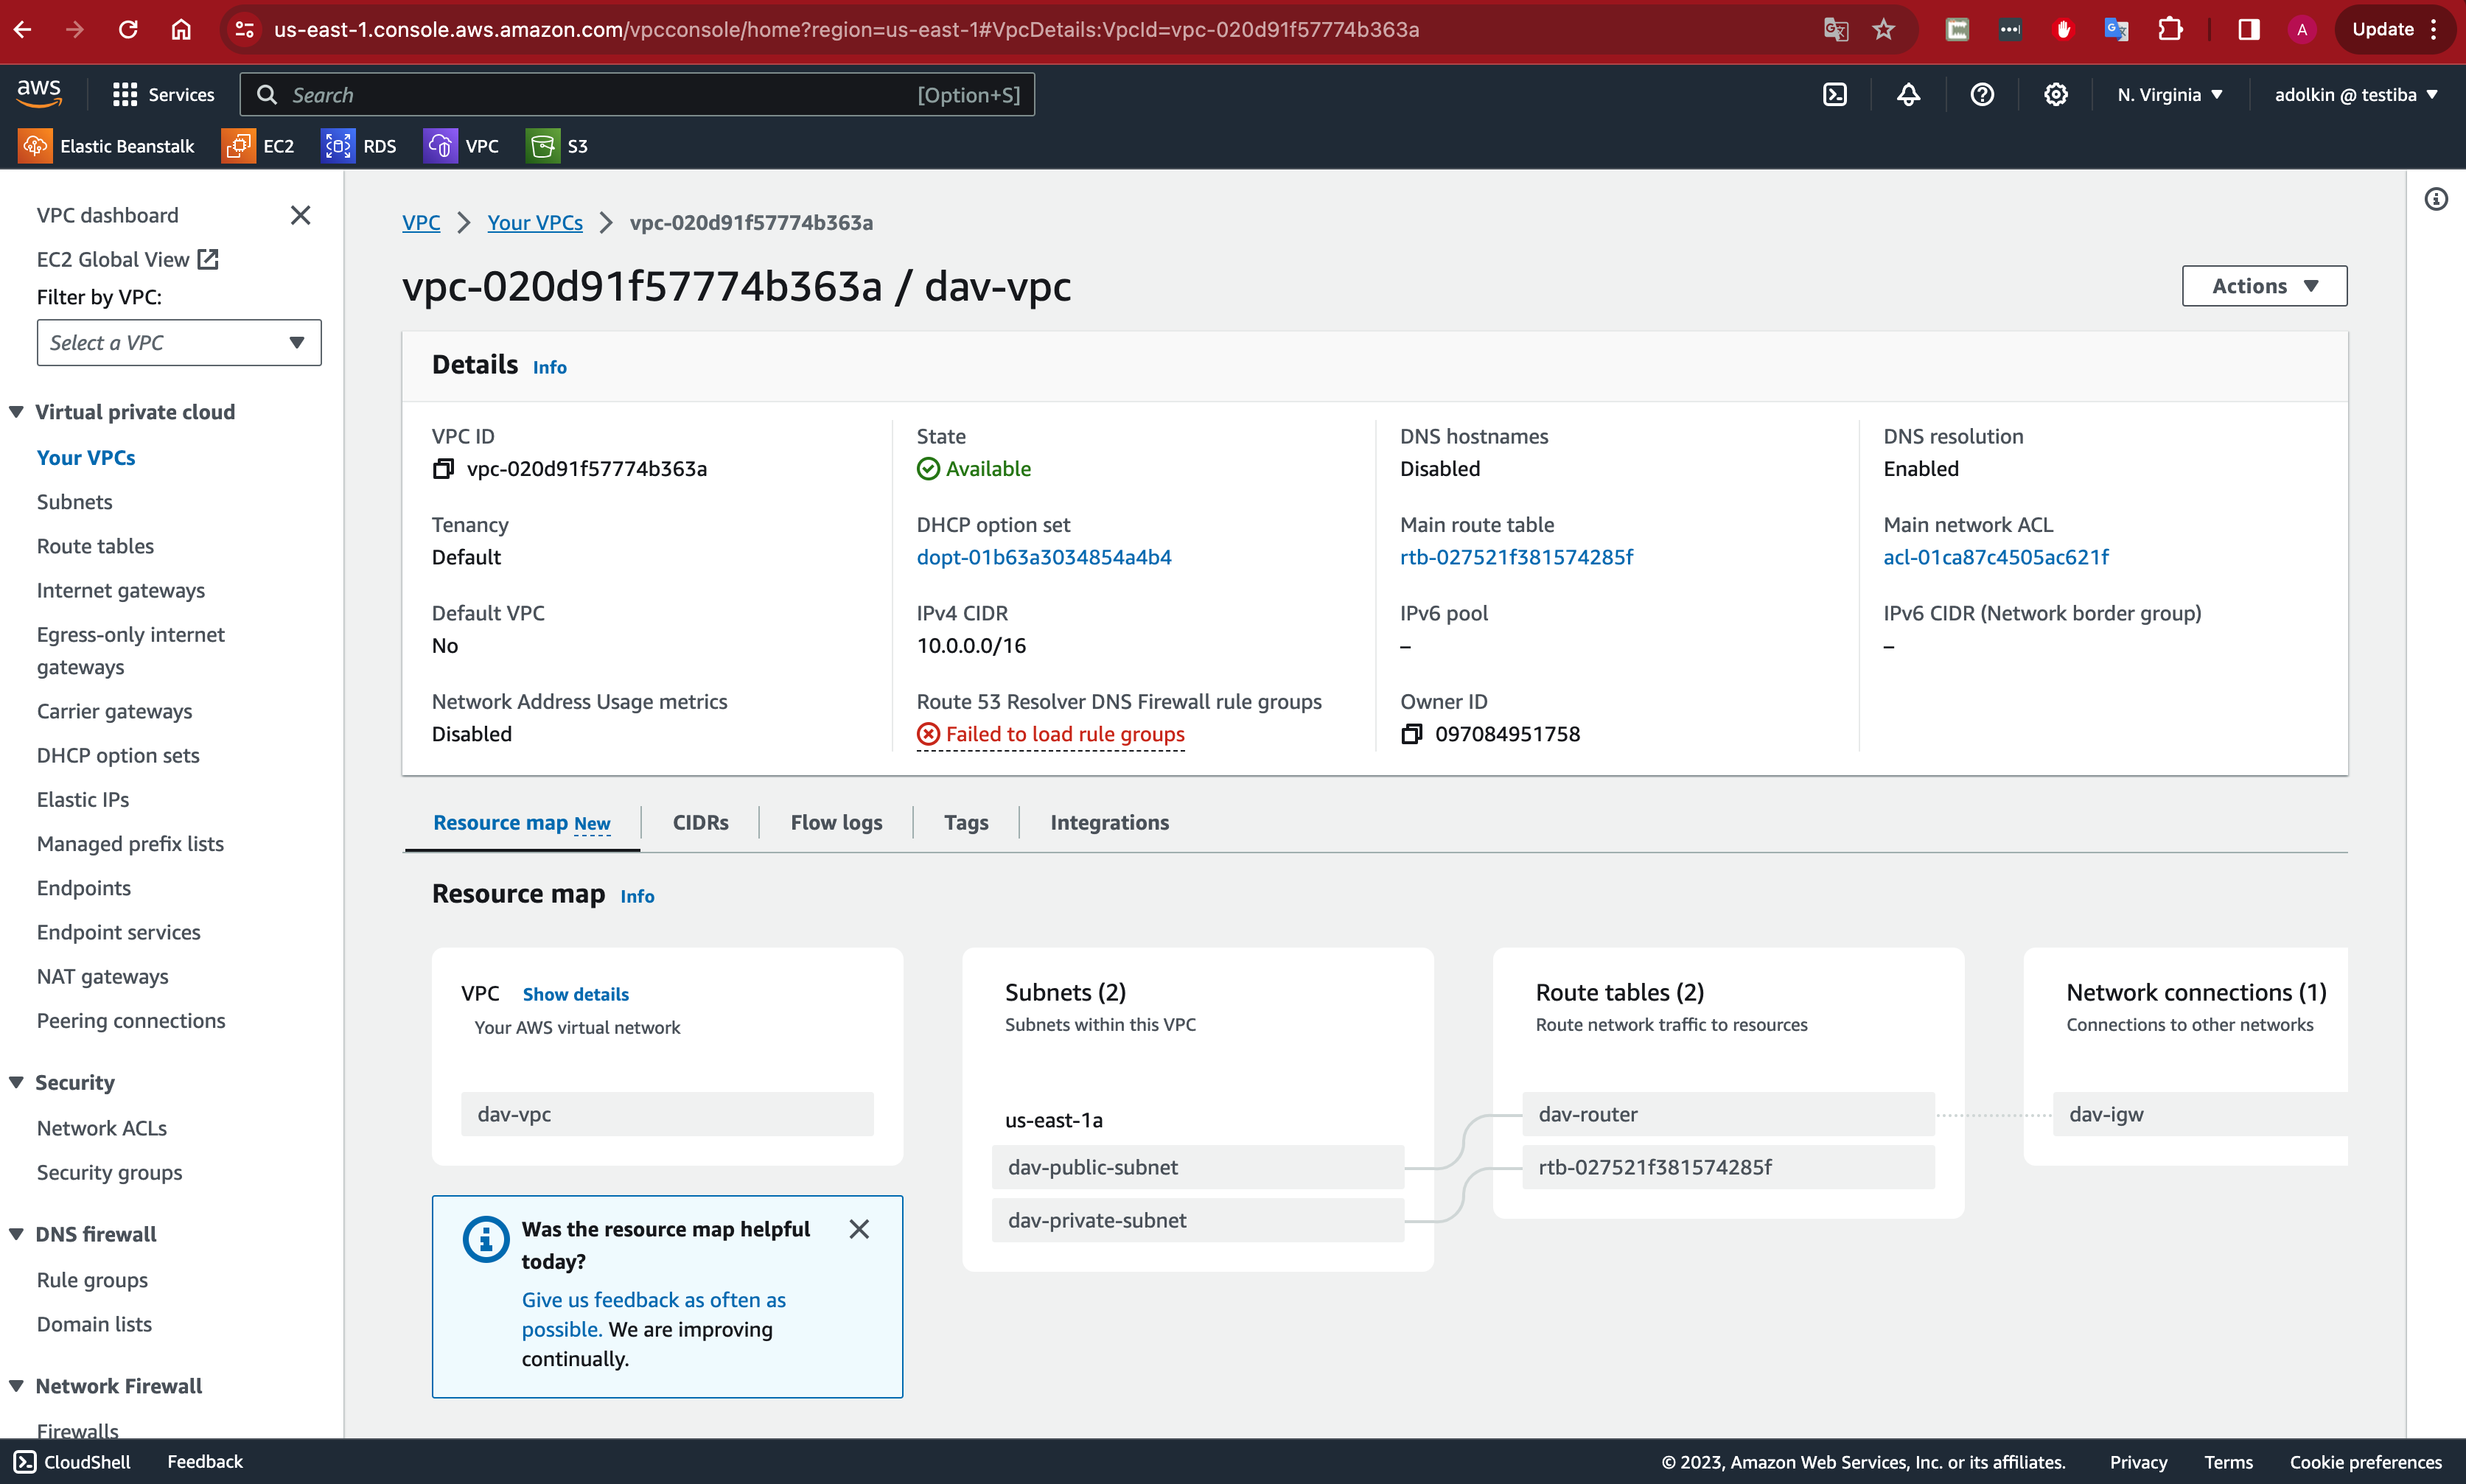 us-east-1.console.aws.amazon.com/vpcconsole/home?region=us-east-1#VpcDetails:VpcId=vpc-020d91f57774b363a
A
Update
aws
Services
Search
[Option+S]
N. Virginia
adolkin @ testiba
Elastic Beanstalk
EC2
RDS
VPC
S3
VPC dashboard
EC2 Global View
Filter by VPC:
Select a VPC
Virtual private cloud
Your VPCs
Subnets
Route tables
Internet gateways
Egress-only internet
gateways
Carrier gateways
DHCP option sets
Elastic IPs
Managed prefix lists
Endpoints
Endpoint services
NAT gateways
Peering connections
Security
Network ACLs
Security groups
DNS firewall
Rule groups
Domain lists
Network Firewall
Firewalls
VPC
Your VPCs
vpc-020d91f57774b363a
vpc-020d91f57774b363a / dav-vpc
Actions
Details Info
VPC ID
vpc-020d91f57774b363a
State
Available
DNS hostnames
Disabled
DNS resolution
Enabled
Tenancy
Default
DHCP option set
dopt-01b63a3034854a4b4
Main route table
rtb-027521f381574285f
Main network ACL
acl-01ca87c4505ac621f
Default VPC
No
IPv4 CIDR
10.0.0.0/16
IPv6 pool
–
IPv6 CIDR (Network border group)
–
Network Address Usage metrics
Disabled
Route 53 Resolver DNS Firewall rule groups
Failed to load rule groups
Owner ID
097084951758
Resource map New
CIDRs
Flow logs
Tags
Integrations
Resource map Info
VPC Show details
Your AWS virtual network
dav-vpc
Subnets (2)
Subnets within this VPC
us-east-1a
dav-public-subnet
dav-private-subnet
Route tables (2)
Route network traffic to resources
dav-router
rtb-027521f381574285f
Network connections (1)
Connections to other networks
dav-igw
Was the resource map helpful
today?
Give us feedback as often as
possible. We are improving
continually.
CloudShell
Feedback
© 2023, Amazon Web Services, Inc. or its affiliates.
Privacy
Terms
Cookie preferences